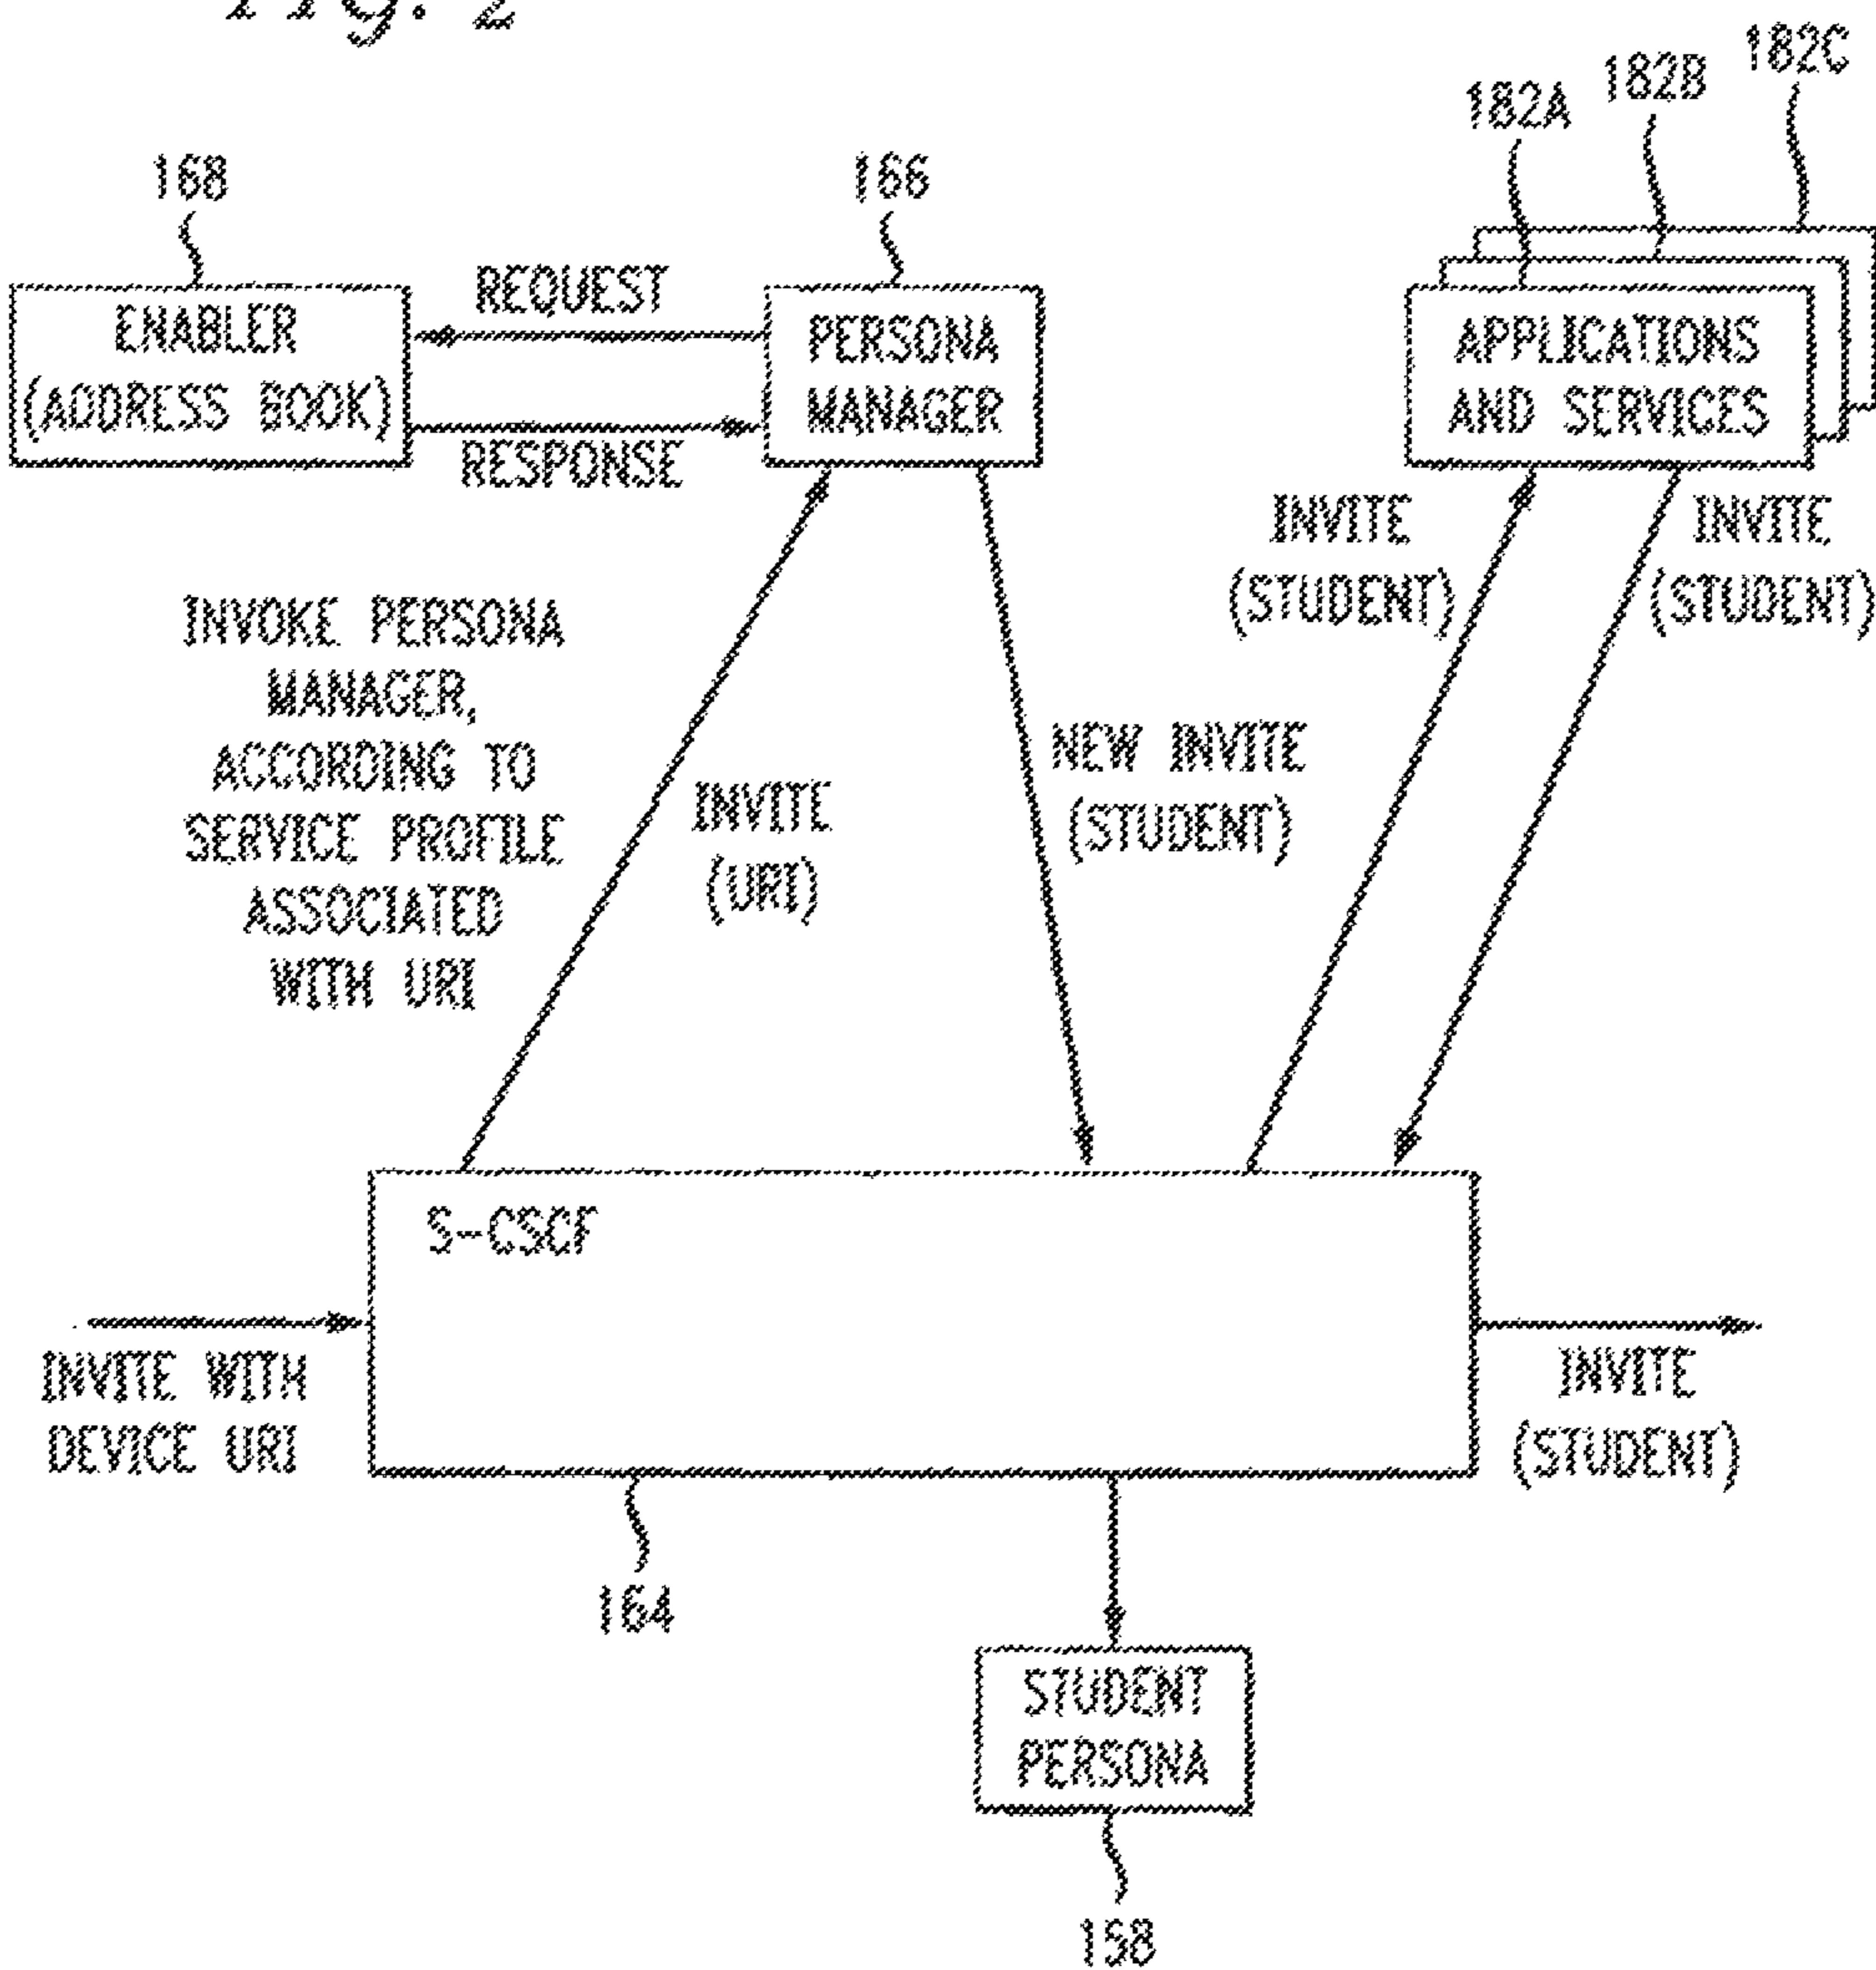 Fig. 2
182A
182B
182C
168
166
ENABLER
(ADDRESS BOOK)
REQUEST
RESPONSE
PERSONA
MANAGER
APPLICATIONS
AND SERVICES
INVOKE PERSONA
MANAGER,
ACCORDING TO
SERVICE PROFILE
ASSOCIATED
WITH URI
INVITE
(URI)
NEW INVITE
(STUDENT)
INVITE
(STUDENT)
INVITE
(STUDENT)
S-CSCF
INVITE WITH
DEVICE URI
INVITE
(STUDENT)
164
STUDENT
PERSONA
158